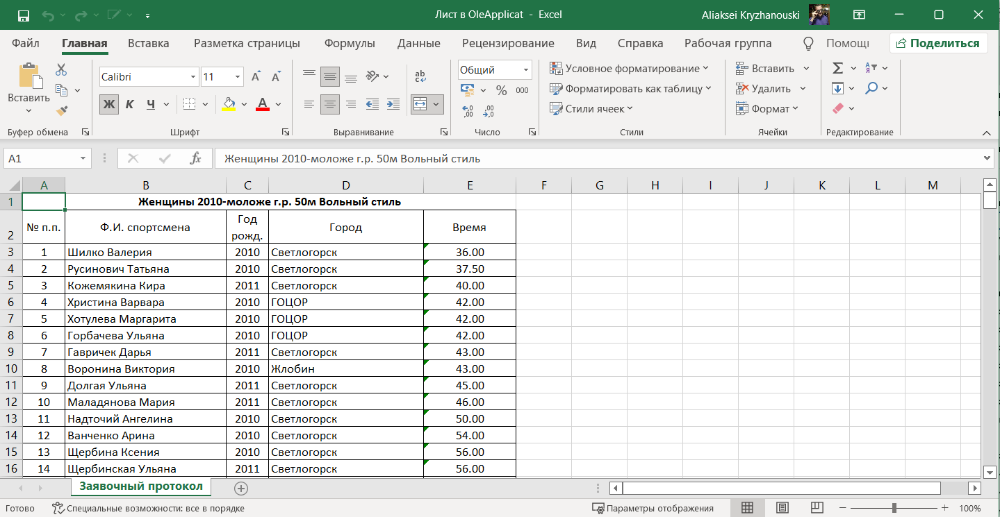 Лист в OleApplicat - Excel Aliaksei Kryzhanouski
Файл Главная Вставка Разметка страницы Формулы Данные Рецензирование Вид Справка Рабочая группа Помощь Поделиться
Calibri 11 Общий Условное форматирование Вставить
Вставить Форматировать как таблицу Удалить
Ж К Ч А Стили ячеек Формат
Буфер обмена Шрифт Выравнивание Число Стили Ячейки Редактирование
A1 fx Женщины 2010-моложе г.р. 50м Вольный стиль
A B C D E F G H I J K L M
1 Женщины 2010-моложе г.р. 50м Вольный стиль
2 № п.п. Ф.И. спортсмена Год рожд. Город Время
3 1 Шилко Валерия 2010 Светлогорск 36.00
4 2 Русинович Татьяна 2010 Светлогорск 37.50
5 3 Кожемякина Кира 2011 Светлогорск 40.00
6 4 Христина Варвара 2010 ГОЦОР 42.00
7 5 Хотулева Маргарита 2010 ГОЦОР 42.00
8 6 Горбачева Ульяна 2010 ГОЦОР 42.00
9 7 Гавричек Дарья 2011 Светлогорск 43.00
10 8 Воронина Виктория 2010 Жлобин 43.00
11 9 Долгая Ульяна 2011 Светлогорск 45.00
12 10 Маладянова Мария 2011 Светлогорск 46.00
13 11 Надточий Ангелина 2010 Светлогорск 50.00
14 12 Ванченко Арина 2010 Светлогорск 54.00
15 13 Щербина Ксения 2010 Светлогорск 56.00
16 14 Щербинская Ульяна 2011 Светлогорск 56.00
Заявочный протокол
Готово Специальные возможности: все в порядке Параметры отображения 100%